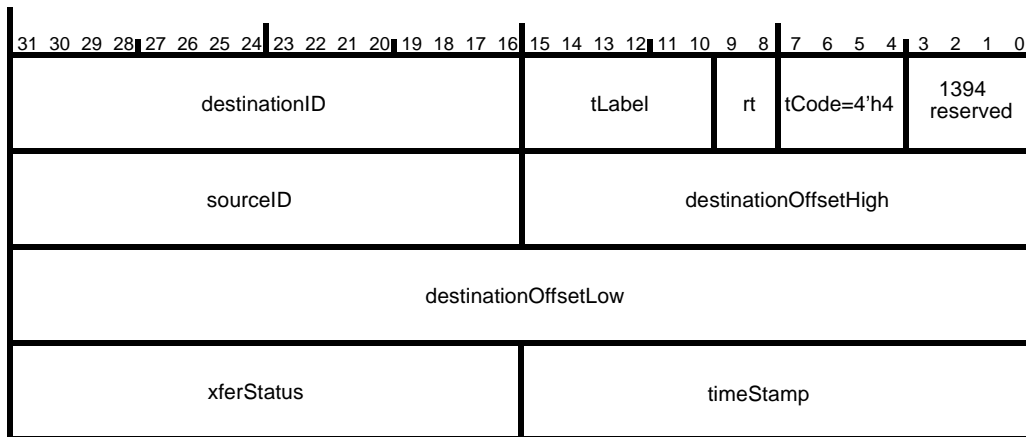 31 30 29 28 27 26 25 24 23 22 21 20 19 18 17 16 15 14 13 12 11 10 9 8 7 6 5 4 3 2 1 0
destinationID tLabel rt tCode=4’h4 1394
reserved
sourceID destinationOffsetHigh
destinationOffsetLow
xferStatus timeStamp